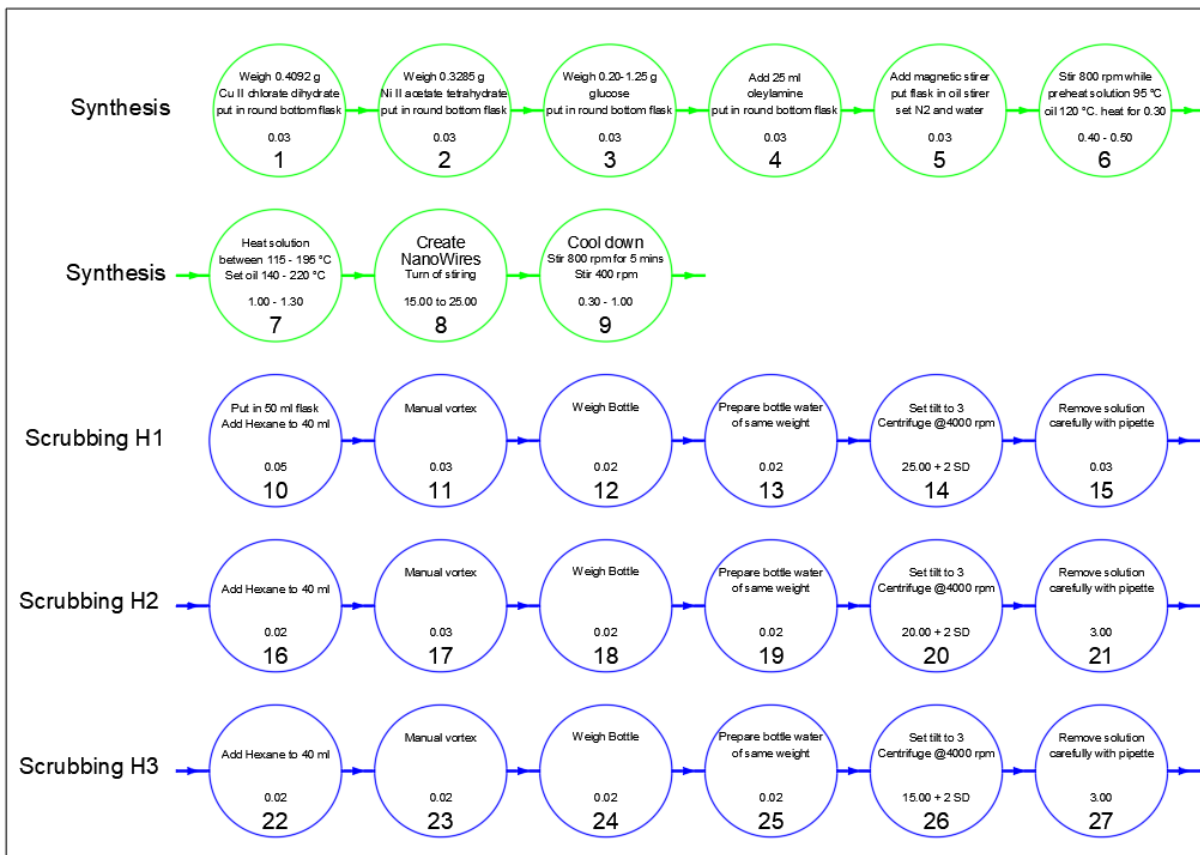 Synthesis
Weigh 0.4092 g
Cu II chlorate dihydrate
put in round bottom flask
0.03
1
Weigh 0.3285 g
Ni II acetate tetrahydrate
put in round bottom flask
0.03
2
Weigh 0.20-1.25 g
glucose
put in round bottom flask
0.03
3
Add 25 ml
oleylamine
put in round bottom flask
0.03
4
Add magnetic stirer
put flask in oil stirer
set N2 and water
0.03
5
Stir 800 rpm while
preheat solution 95 °C
oil 120 °C. heat for 0.30
0.40 - 0.50
6
Synthesis
Heat solution
between 115 - 195 °C
Set oil 140 - 220 °C
1.00 - 1.30
7
Create
NanoWires
Turn of stiring
15.00 to 25.00
8
Cool down
Stir 800 rpm for 5 mins
Stir 400 rpm
0.30 - 1.00
9
Scrubbing H1
Put in 50 ml flask
Add Hexane to 40 ml
0.05
10
Manual vortex
0.03
11
Weigh Bottle
0.02
12
Prepare bottle water
of same weight
0.02
13
Set tilt to 3
Centrifuge @4000 rpm
25.00 + 2 SD
14
Remove solution
carefully with pipette
0.03
15
Scrubbing H2
Add Hexane to 40 ml
0.02
16
Manual vortex
0.03
17
Weigh Bottle
0.02
18
Prepare bottle water
of same weight
0.02
19
Set tilt to 3
Centrifuge @4000 rpm
20.00 + 2 SD
20
Remove solution
carefully with pipette
3.00
21
Scrubbing H3
Add Hexane to 40 ml
0.02
22
Manual vortex
0.02
23
Weigh Bottle
0.02
24
Prepare bottle water
of same weight
0.02
25
Set tilt to 3
Centrifuge @4000 rpm
15.00 + 2 SD
26
Remove solution
carefully with pipette
3.00
27